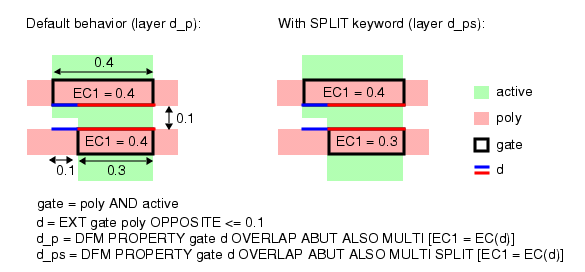 Default behavior (layer d_p):
With SPLIT keyword (layer d_ps):
0.4
EC1 = 0.4
0.1
EC1 = 0.4
0.1
0.3
EC1 = 0.4
EC1 = 0.3
active
poly
gate
d
gate = poly AND active
d = EXT gate poly OPPOSITE <= 0.1
d_p = DFM PROPERTY gate d OVERLAP ABUT ALSO MULTI [EC1 = EC(d)]
d_ps = DFM PROPERTY gate d OVERLAP ABUT ALSO MULTI SPLIT [EC1 = EC(d)]